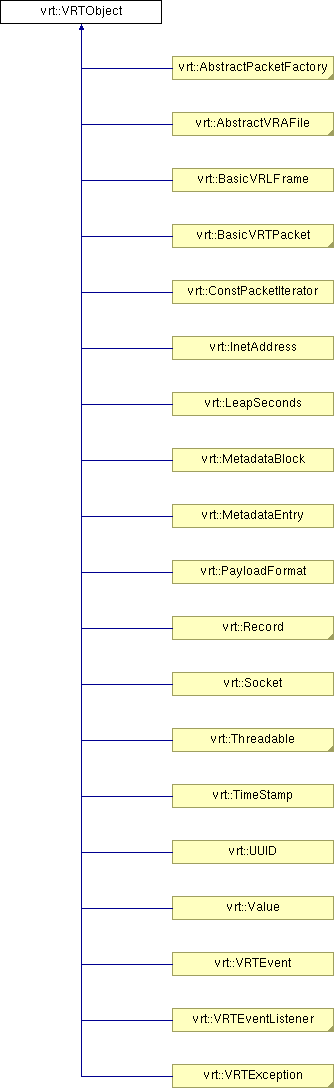 vrt::VRTObject
vrt::AbstractPacketFactory
vrt::AbstractVRAFile
vrt::BasicVRLFrame
vrt::BasicVRTPacket
vrt::ConstPacketIterator
vrt::InetAddress
vrt::LeapSeconds
vrt::MetadataBlock
vrt::MetadataEntry
vrt::PayloadFormat
vrt::Record
vrt::Socket
vrt::Threadable
vrt::TimeStamp
vrt::UUID
vrt::Value
vrt::VRTEvent
vrt::VRTEventListener
vrt::VRTException